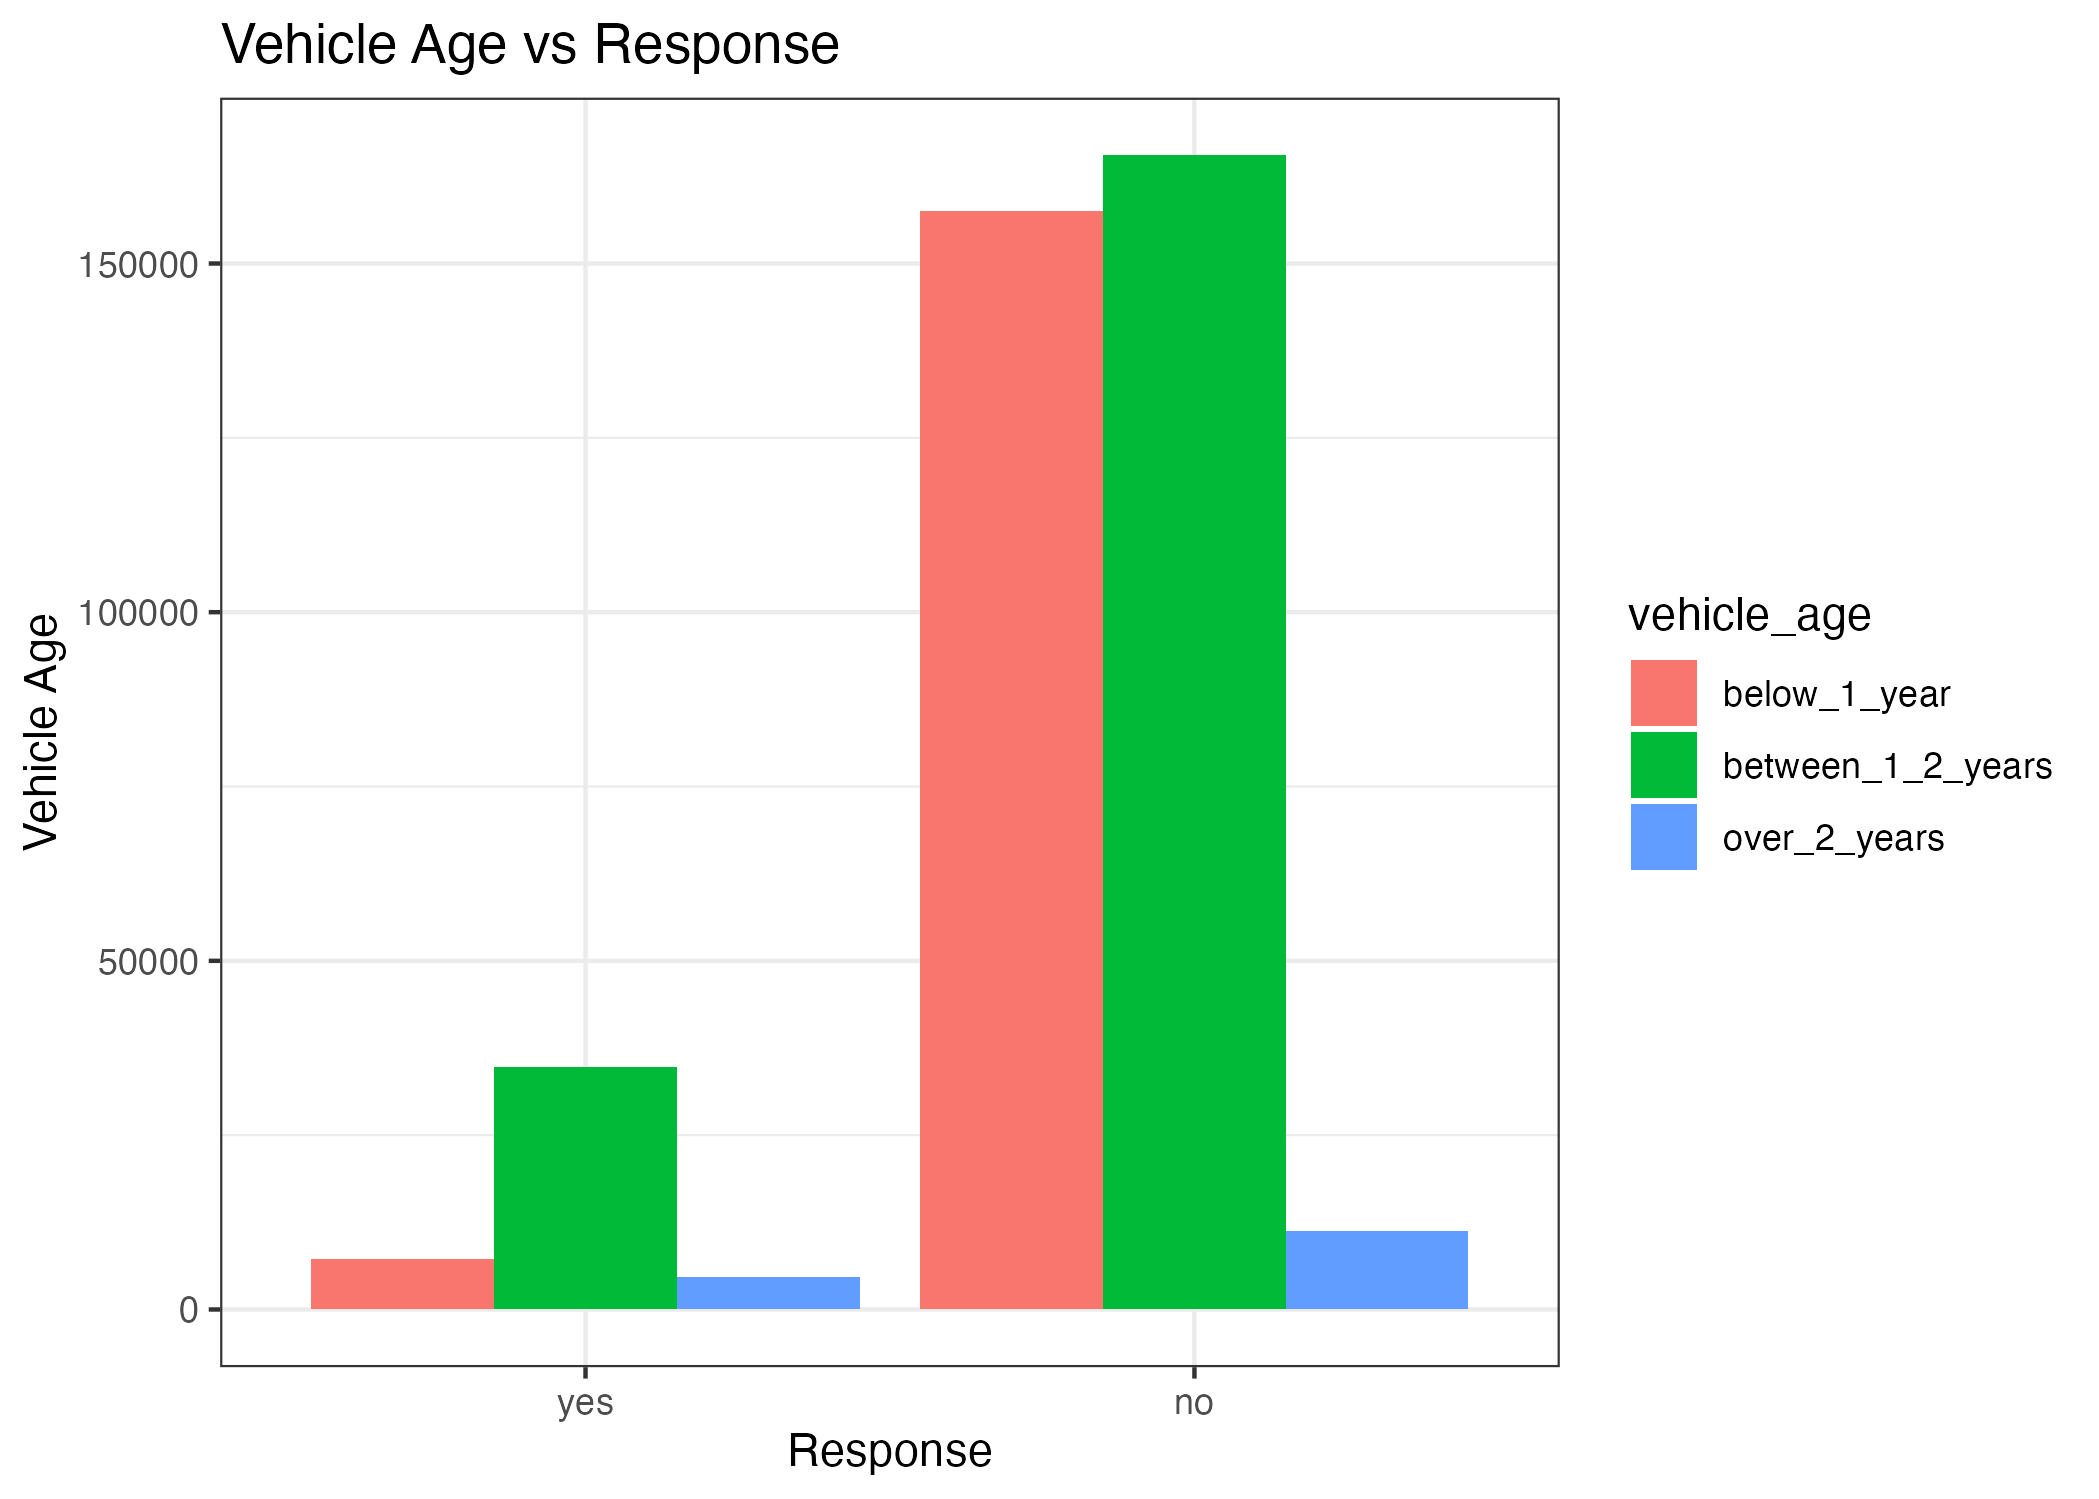 Vehicle Age vs Response
150000
100000
50000
0
Vehicle Age
yes
no
Response
vehicle_age
below_1_year
between_1_2_years
over_2_years